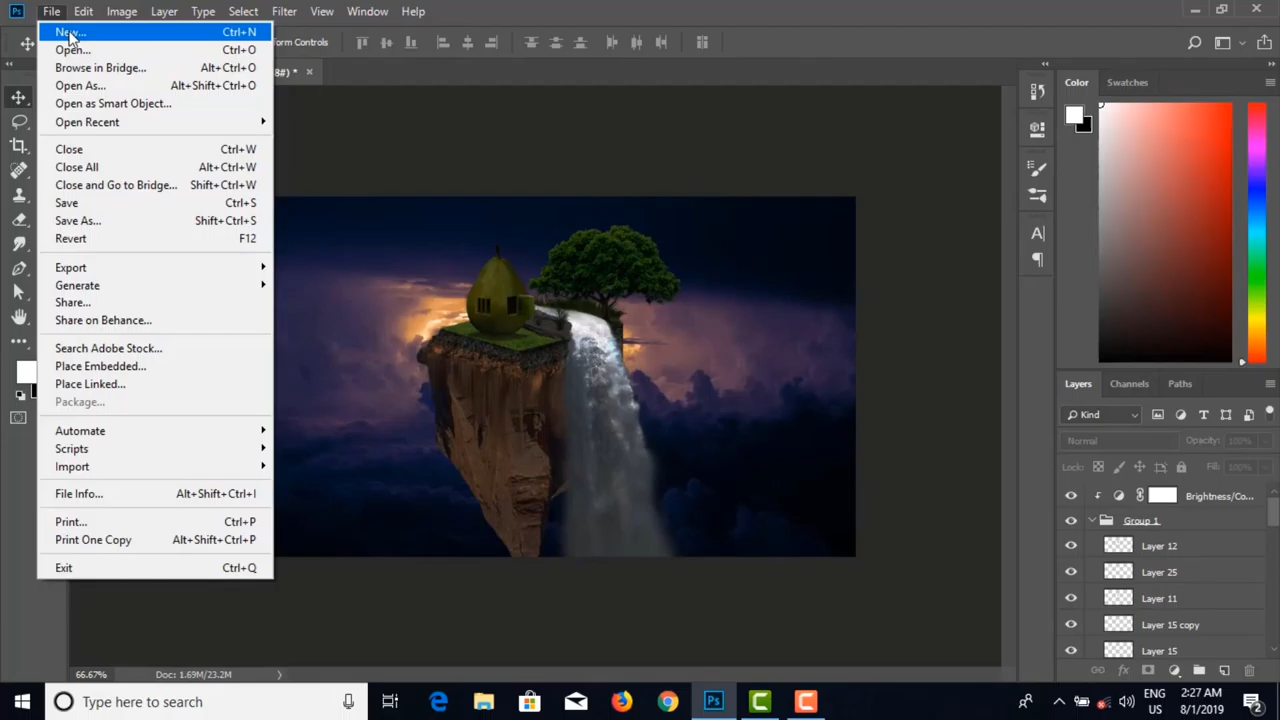 Ps File Edit Image Layer Type Select Filter View Window Help
New... Ctrl+N
orm Controls
Open... Ctrl+O
Browse in Bridge... Alt+Ctrl+O
8#) *
Open As... Alt+Shift+Ctrl+O
Open as Smart Object...
Open Recent
Close Ctrl+W
Close All Alt+Ctrl+W
Close and Go to Bridge... Shift+Ctrl+W
Save Ctrl+S
Save As... Shift+Ctrl+S
Revert F12
Export
Generate
Share...
Share on Behance...
Search Adobe Stock...
Place Embedded...
Place Linked...
Package...
Automate
Scripts
Import
File Info... Alt+Shift+Ctrl+I
Print... Ctrl+P
Print One Copy Alt+Shift+Ctrl+P
Exit Ctrl+Q
Color Swatches
Layers Channels Paths
Kind
Normal Opacity: 100%
Lock: Fill: 100%
Brightness/Co...
Group 1
Layer 12
Layer 25
Layer 11
Layer 15 copy
Layer 15
66.67% Doc: 1.69M/23.2M
Type here to search
Ps
ENG
US
2:27 AM
8/1/2019
2